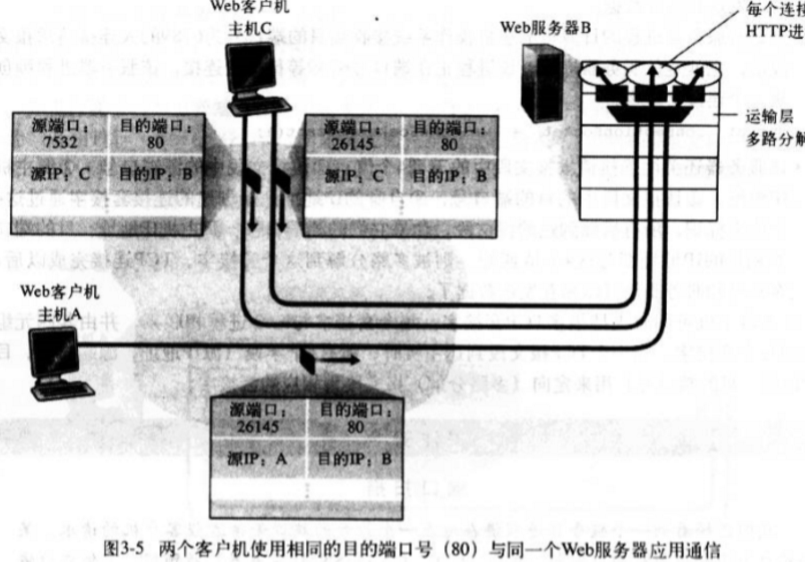 Web客户机
主机C
Web服务器B
每个连接
HTTP进
运输层
多路分解
源端口：
7532
目的端口：
80
源IP：C
目的IP：B
源端口：
26145
目的端口：
80
源IP：C
目的IP：B
Web客户机
主机A
源端口：
26145
目的端口：
80
源IP：A
目的IP：B
图3-5 两个客户机使用相同的目的端口号（80）与同一个Web服务器应用通信